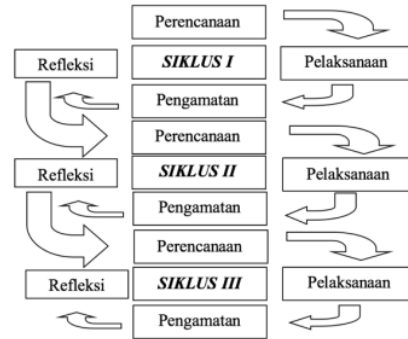 Perencanaan
Refleksi
SIKLUS I
Pelaksanaan
Pengamatan
Perencanaan
Refleksi
SIKLUS II
Pelaksanaan
Pengamatan
Perencanaan
Refleksi
SIKLUS III
Pelaksanaan
Pengamatan